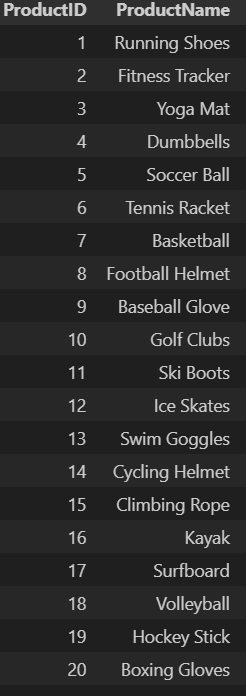 ProductID ProductName
1 Running Shoes
2 Fitness Tracker
3 Yoga Mat
4 Dumbbells
5 Soccer Ball
6 Tennis Racket
7 Basketball
8 Football Helmet
9 Baseball Glove
10 Golf Clubs
11 Ski Boots
12 Ice Skates
13 Swim Goggles
14 Cycling Helmet
15 Climbing Rope
16 Kayak
17 Surfboard
18 Volleyball
19 Hockey Stick
20 Boxing Gloves